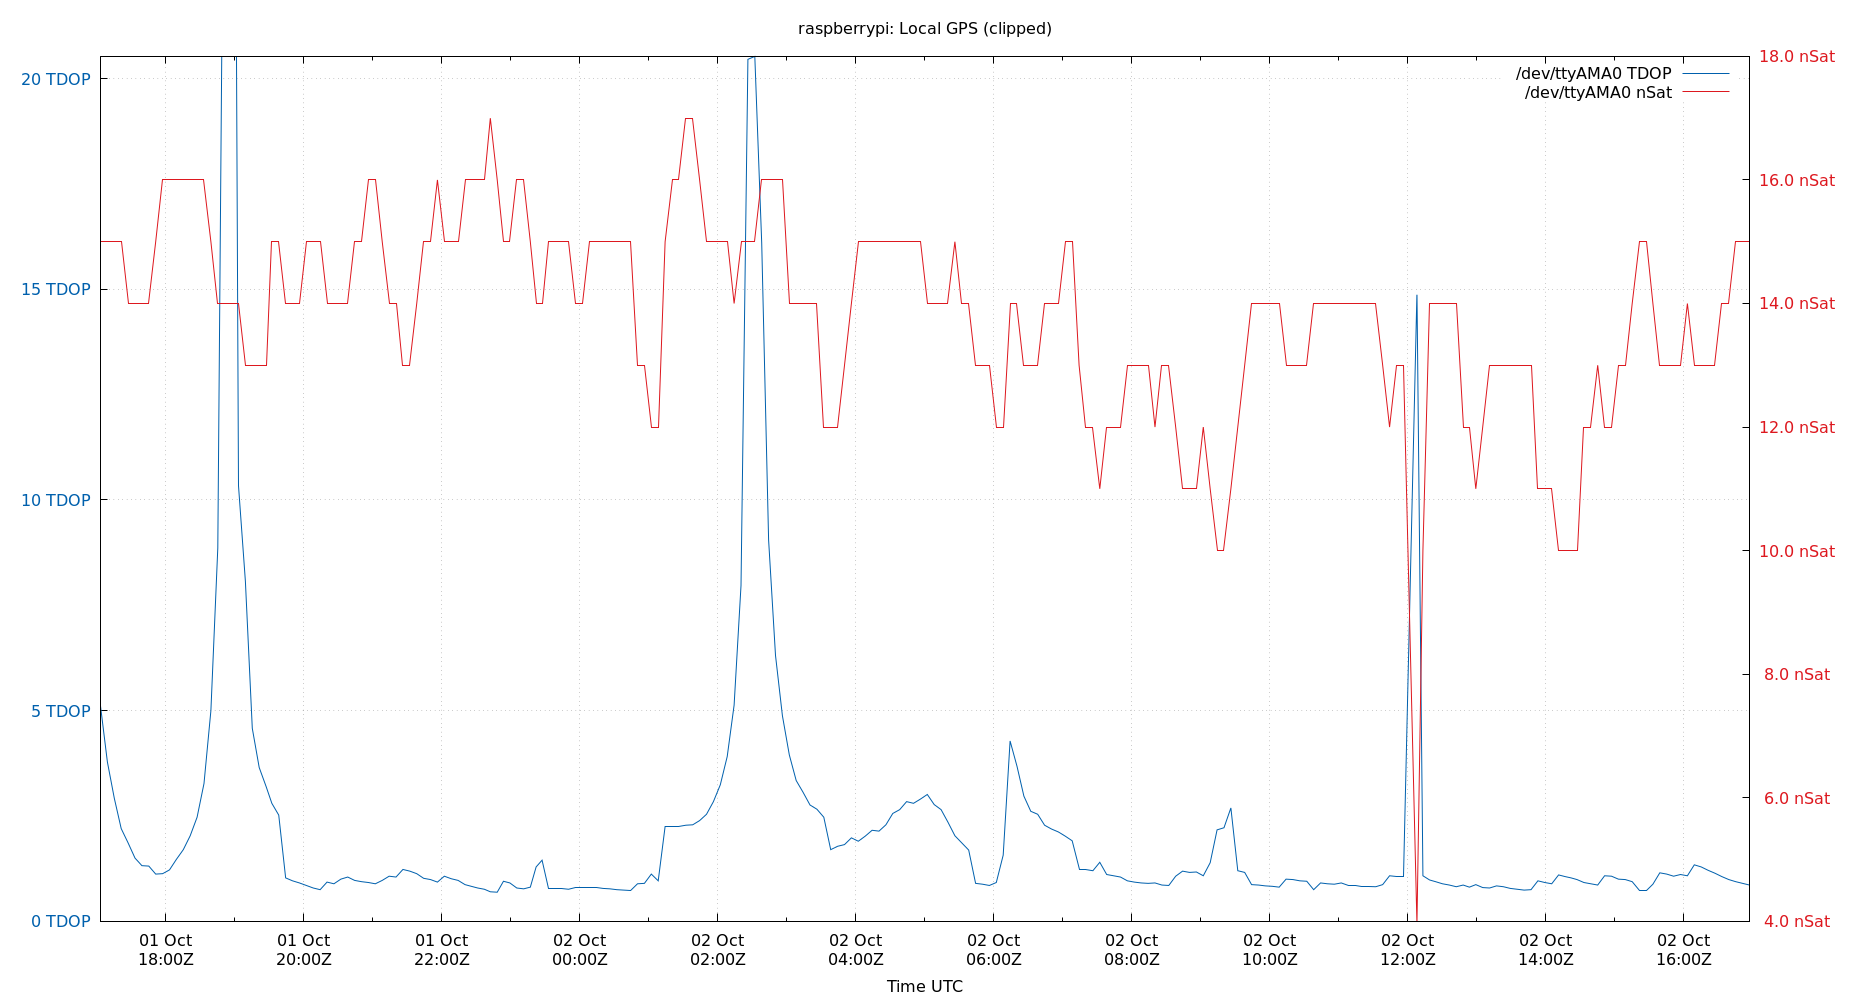 raspberrypi: Local GPS (clipped)
/dev/ttyAMA0 TDOP
/dev/ttyAMA0 nSat
20 TDOP
15 TDOP
10 TDOP
5 TDOP
0 TDOP
18.0 nSat
16.0 nSat
14.0 nSat
12.0 nSat
10.0 nSat
8.0 nSat
6.0 nSat
4.0 nSat
01 Oct 01 Oct 01 Oct 02 Oct 02 Oct 02 Oct 02 Oct 02 Oct 02 Oct 02 Oct 02 Oct 02 Oct
18:00Z 20:00Z 22:00Z 00:00Z 02:00Z 04:00Z 06:00Z 08:00Z 10:00Z 12:00Z 14:00Z 16:00Z
Time UTC